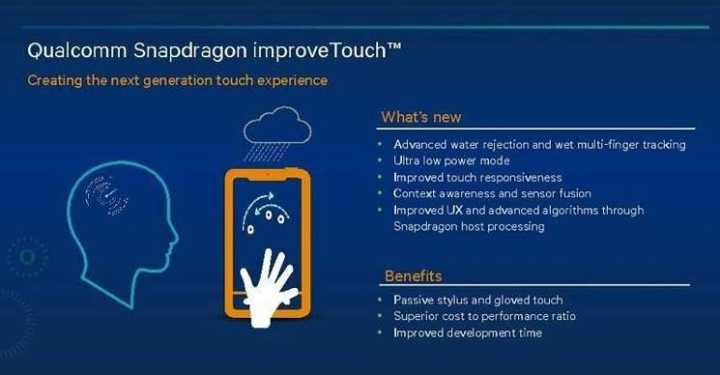 Qualcomm Snapdragon improveTouch™
Creating the next generation touch experience
What's new
• Advanced water rejection and wet multi-finger tracking
• Ultra low power mode
• Improved touch responsiveness
• Context awareness and sensor fusion
• Improved UX and advanced algorithms through
Snapdragon host processing
Benefits
• Passive stylus and gloved touch
• Superior cost to performance ratio
• Improved development time